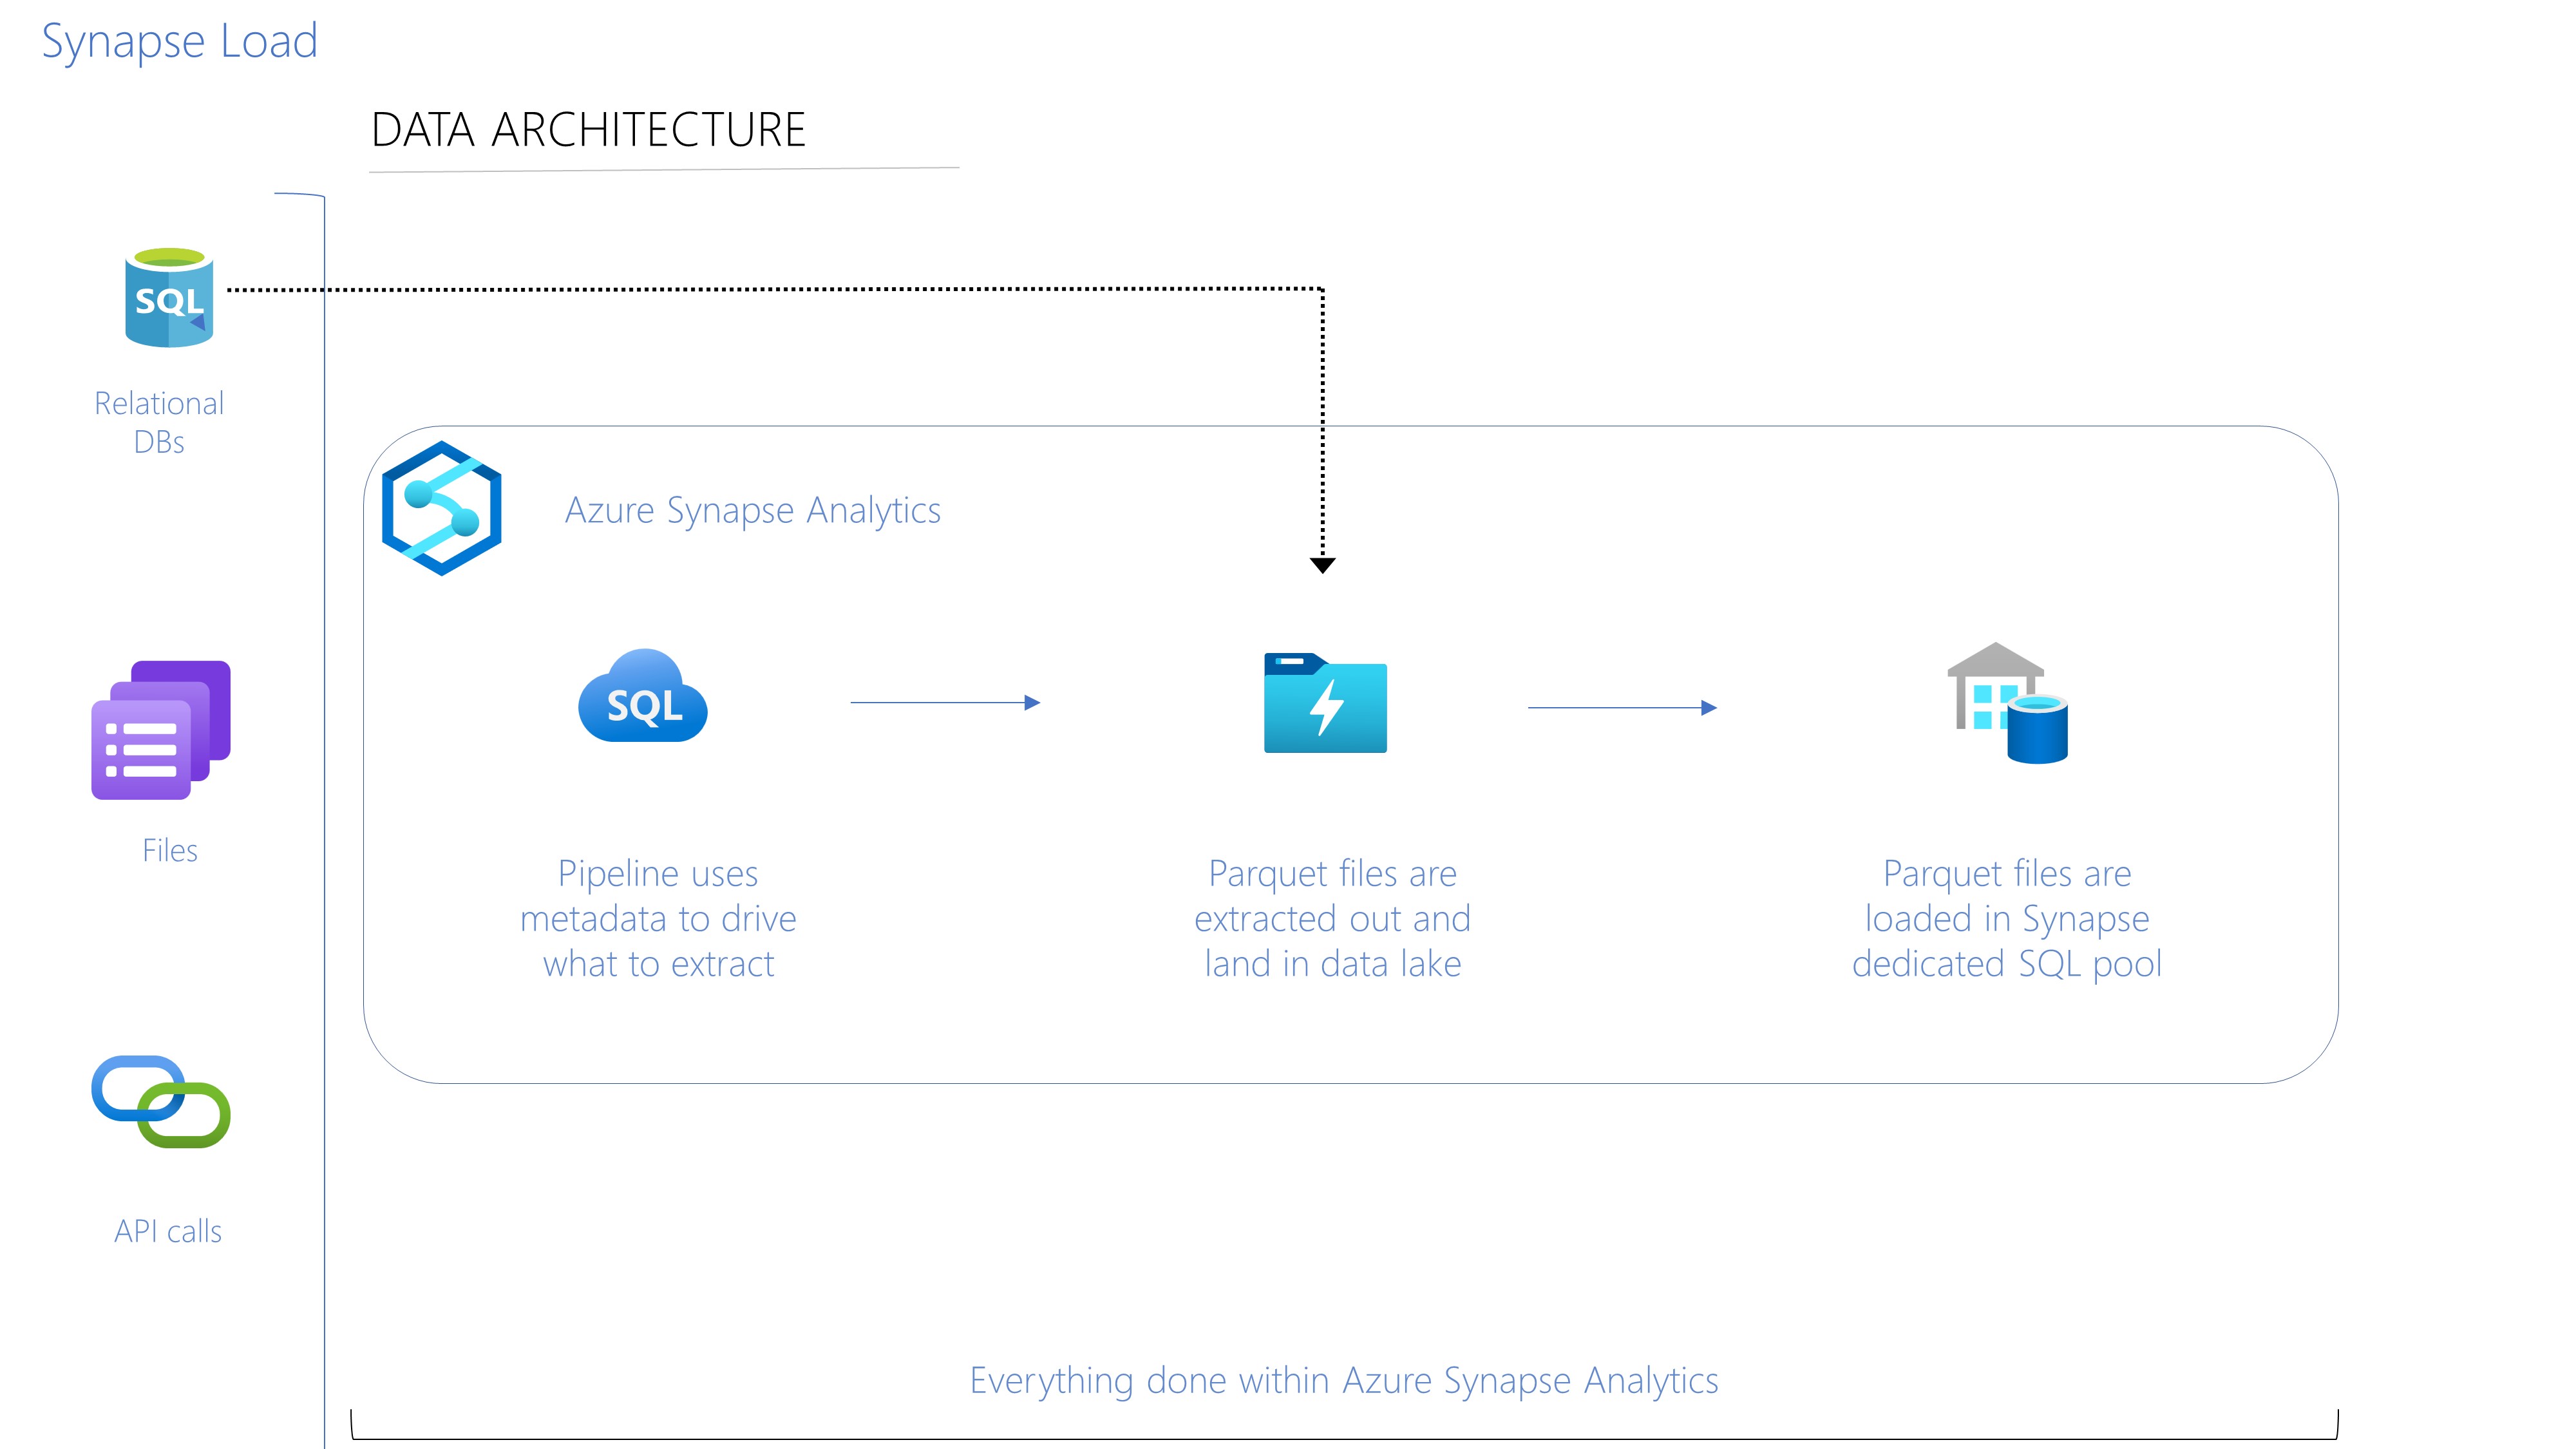 Synapse Load
DATA ARCHITECTURE
SQL
Relational
DBs
Files
API calls
Azure Synapse Analytics
SQL
Pipeline uses
metadata to drive
what to extract
Parquet files are
extracted out and
land in data lake
Parquet files are
loaded in Synapse
dedicated SQL pool
Everything done within Azure Synapse Analytics